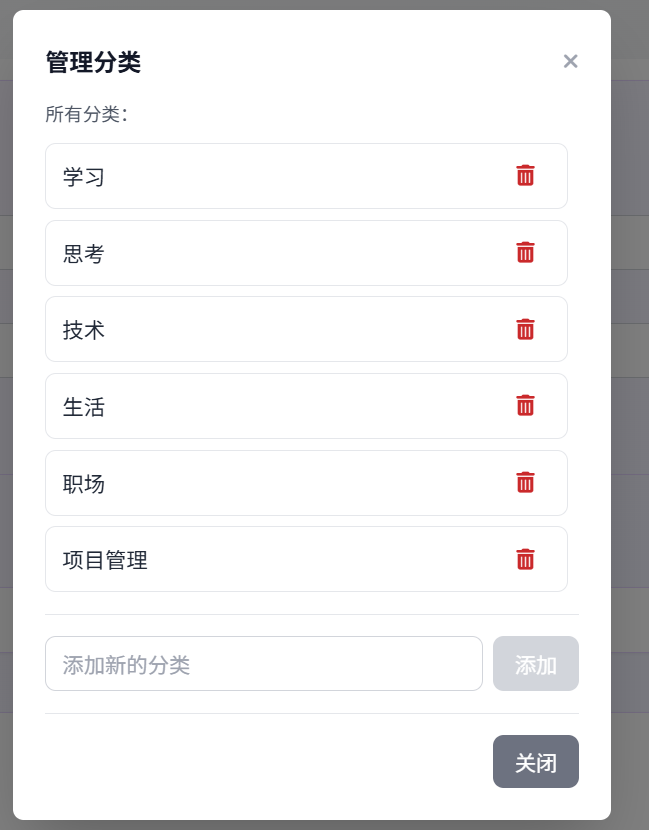 管理分类
所有分类：
学习
思考
技术
生活
职场
项目管理
添加新的分类
添加
关闭